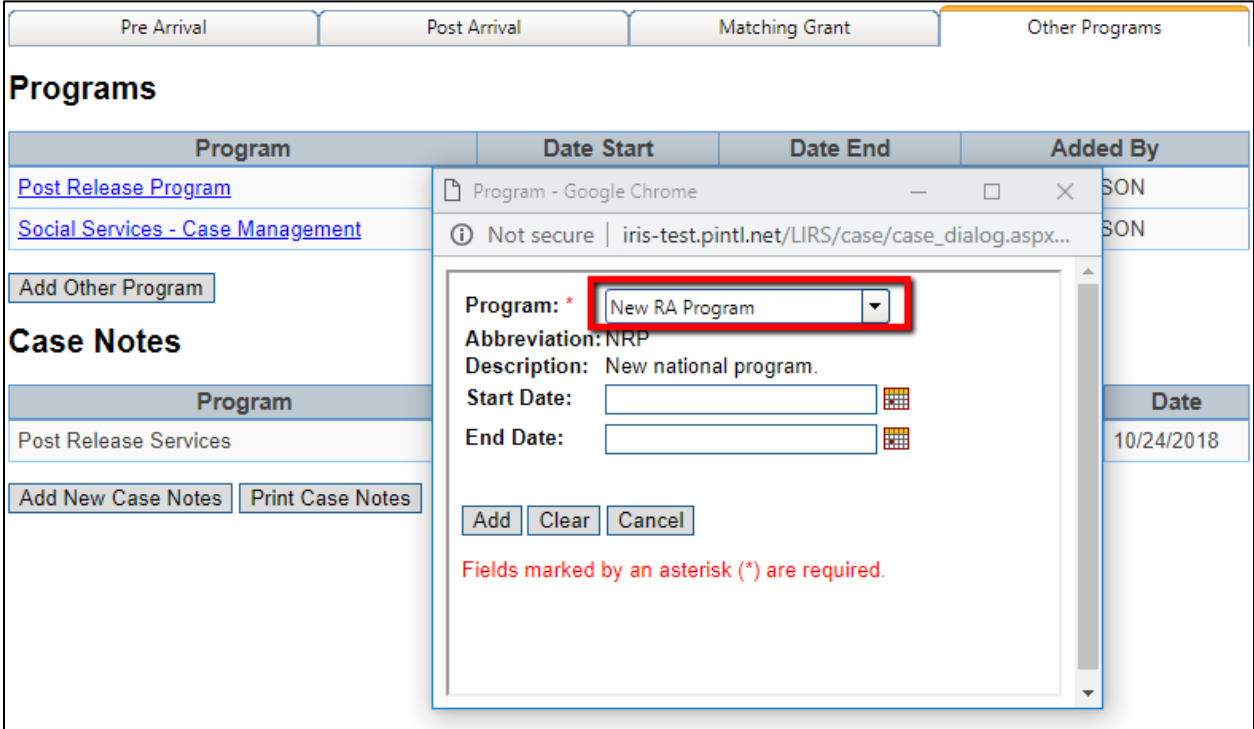 Pre Arrival Post Arrival Matching Grant Other Programs
Programs
Program Date Start Date End Added By
Post Release Program SON
Social Services - Case Management SON
Add Other Program
Case Notes
Program Date
Post Release Services 10/24/2018
Add New Case Notes Print Case Notes
Program - Google Chrome
Not secure | iris-test.pintl.net/LIRS/case/case_dialog.aspx...
Program: * New RA Program
Abbreviation: NRP
Description: New national program.
Start Date:
End Date:
Add Clear Cancel
Fields marked by an asterisk (*) are required.